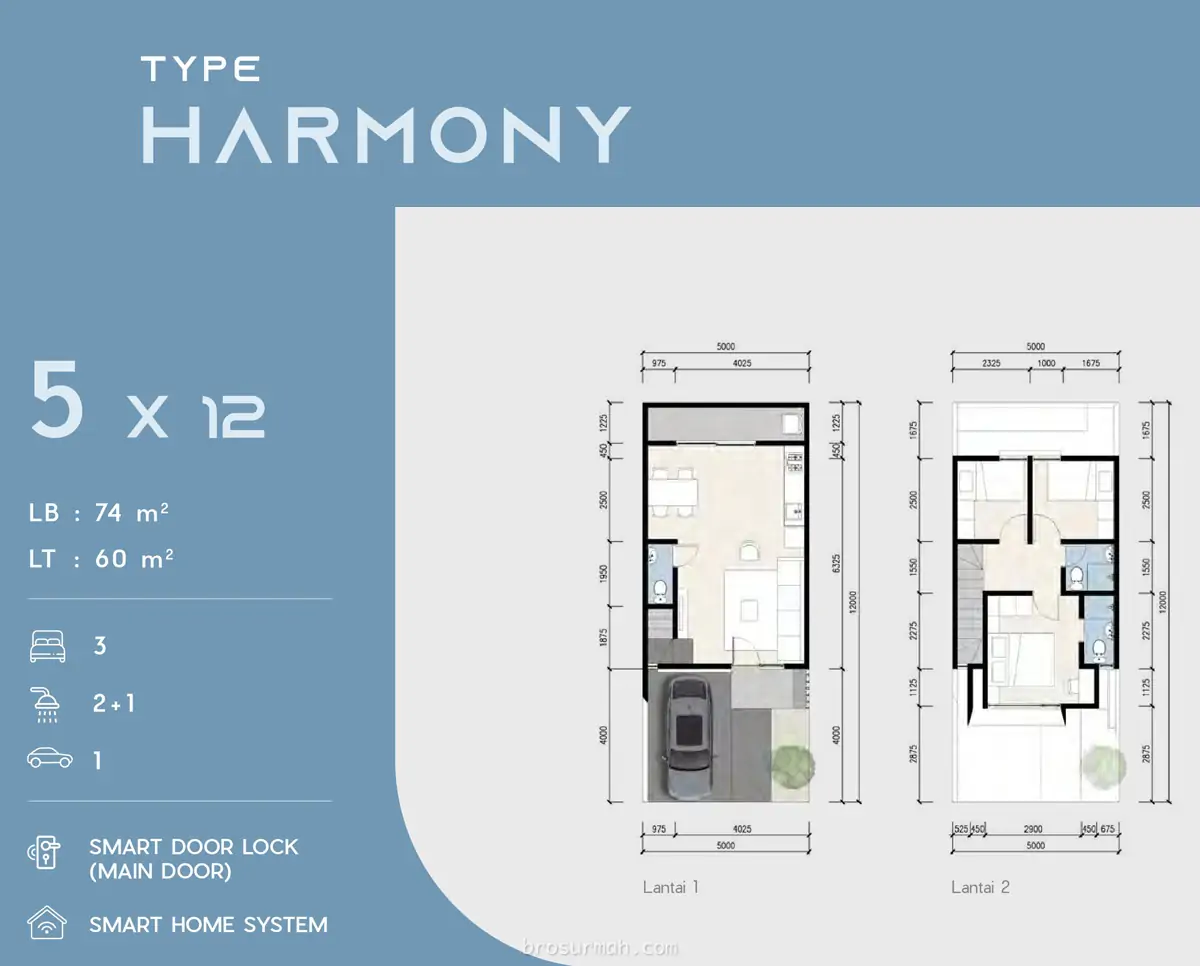 TYPE
HARMONY
5 x 12
LB : 74 m²
LT : 60 m²
3
2+1
1
SMART DOOR LOCK
(MAIN DOOR)
SMART HOME SYSTEM
5000
975 4025
1225
450
2500
1950
1875
4000
1225
450
6325
4000
12000
975 4025
5000
Lantai 1
5000
2325 1000 1675
1675
2500
1550
2275
1125
2875
1675
2500
1550
2275
1125
2875
12000
525 450 2900 450 675
5000
Lantai 2
brosurmah.com